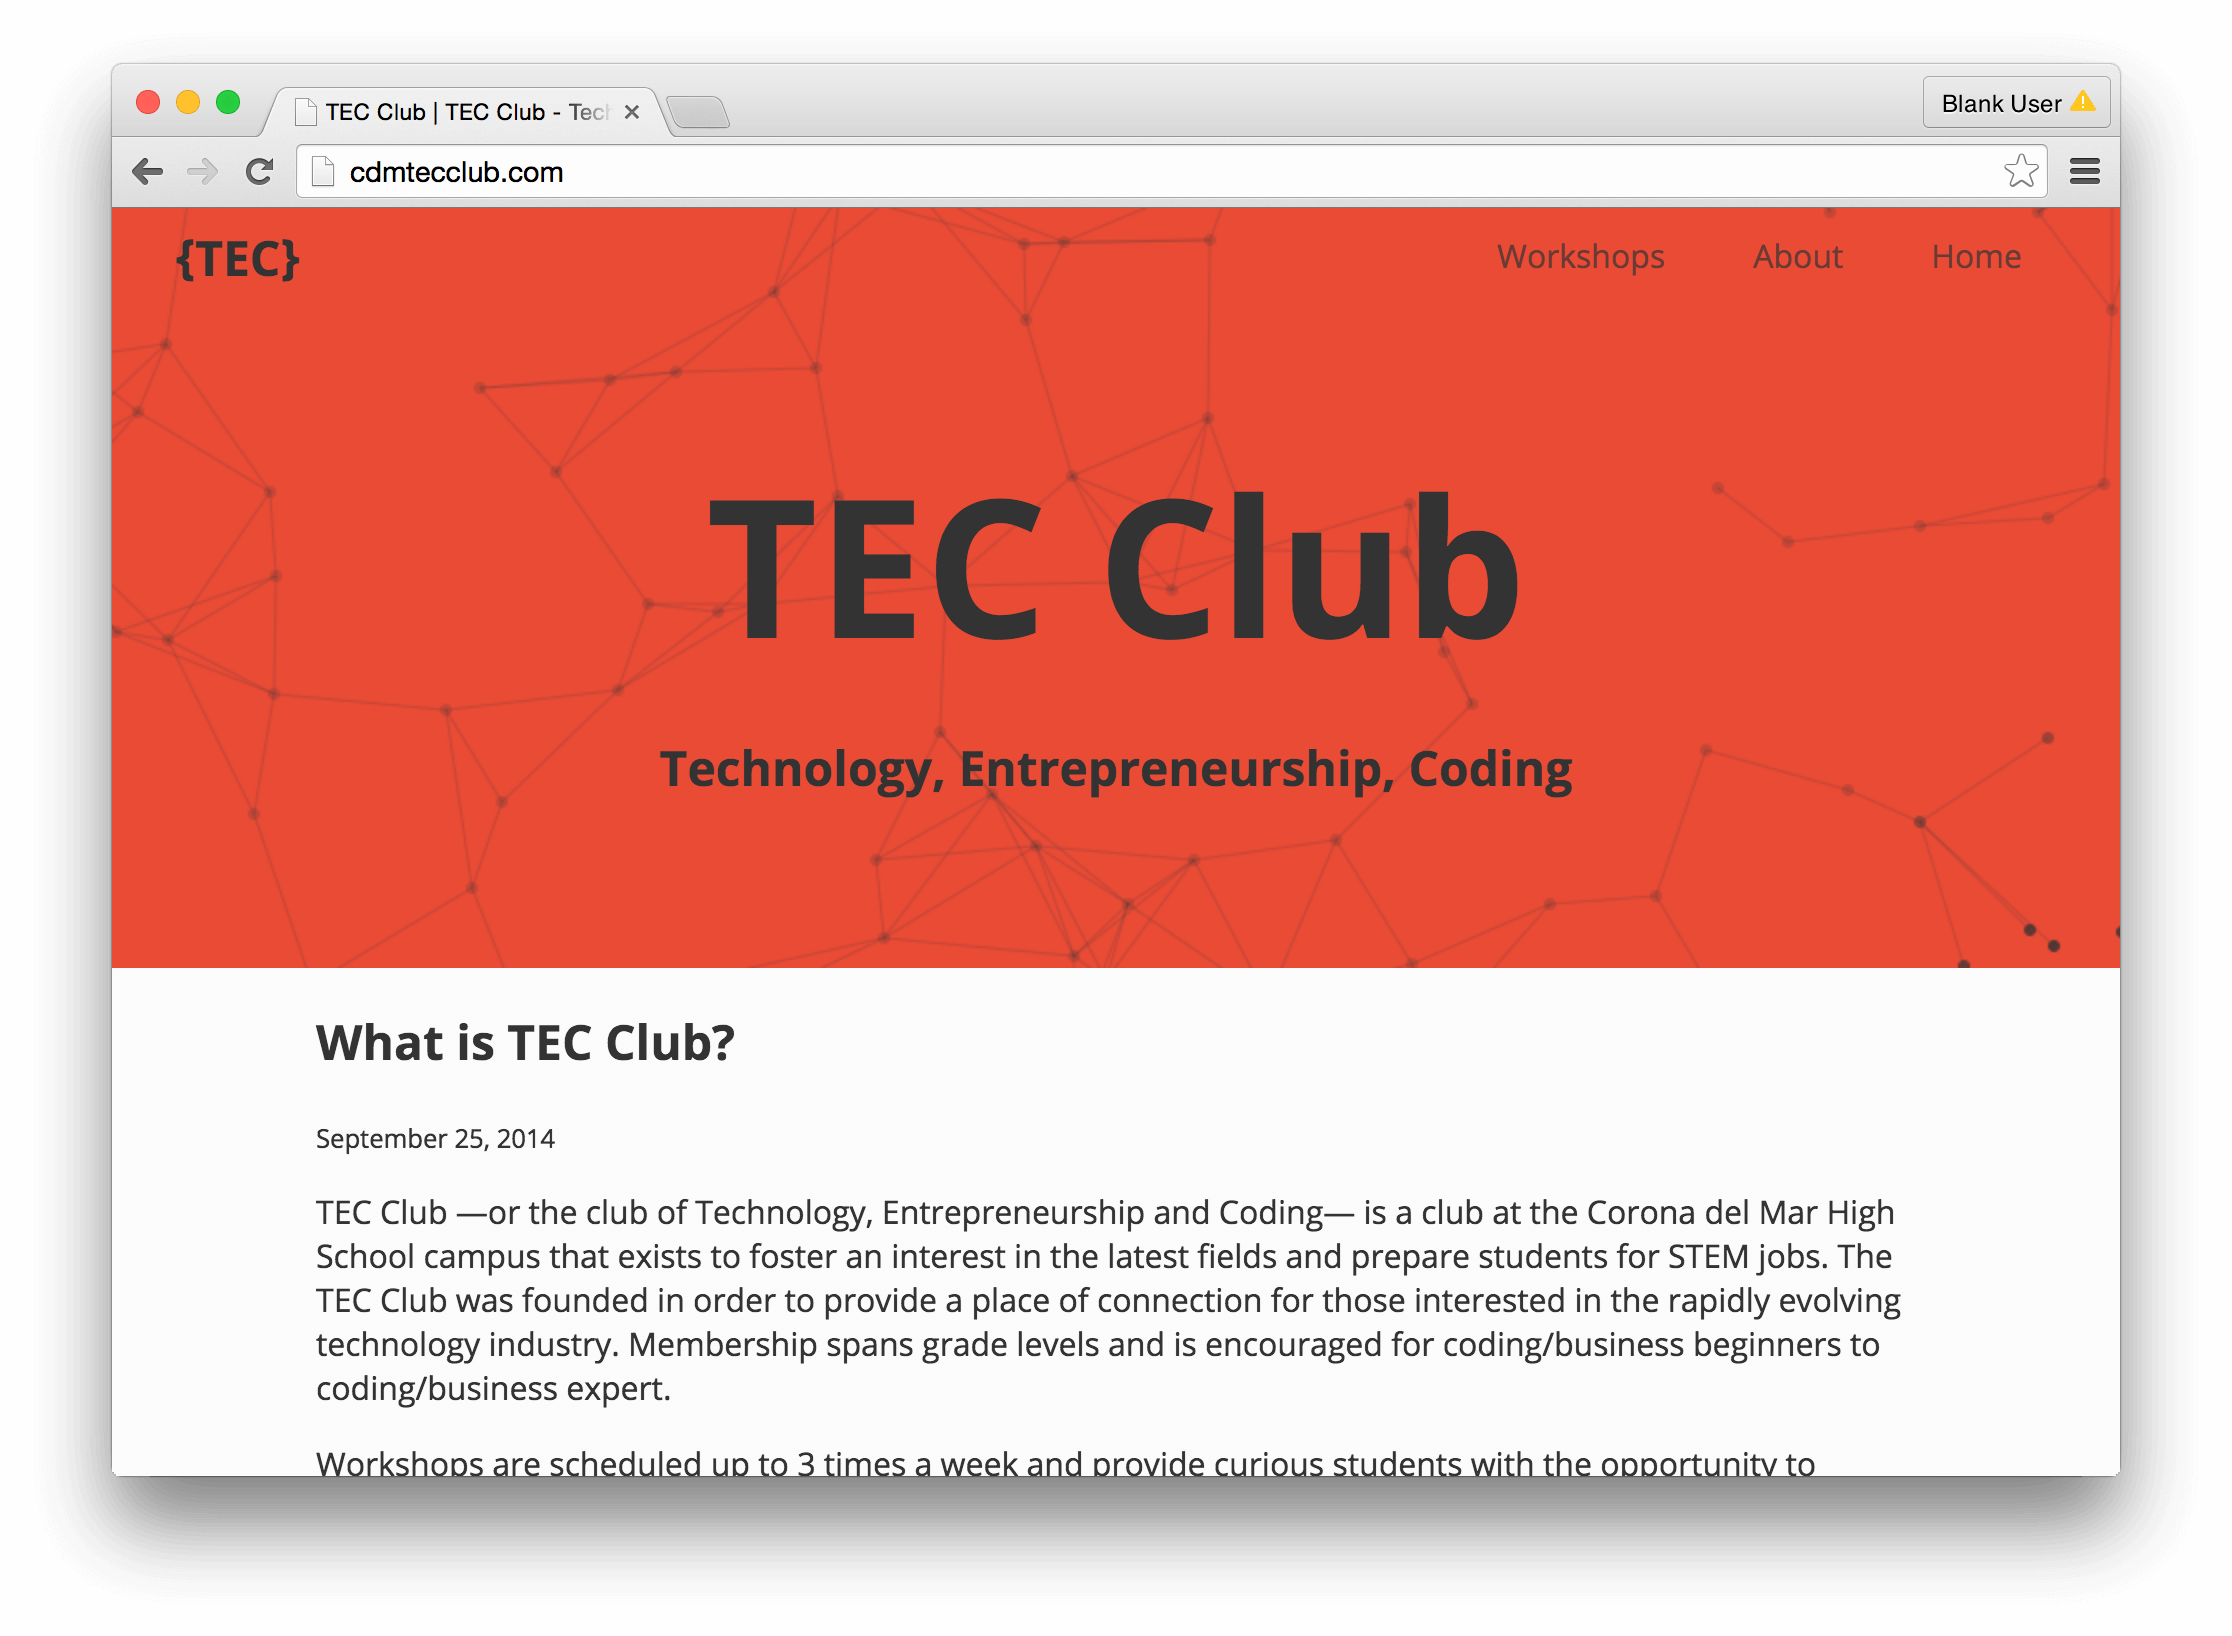 TEC Club | TEC Club - Tech
Blank User
cdmtecclub.com
{TEC}
Workshops About Home
TEC Club
Technology, Entrepreneurship, Coding
What is TEC Club?
September 25, 2014
TEC Club —or the club of Technology, Entrepreneurship and Coding— is a club at the Corona del Mar High
School campus that exists to foster an interest in the latest fields and prepare students for STEM jobs. The
TEC Club was founded in order to provide a place of connection for those interested in the rapidly evolving
technology industry. Membership spans grade levels and is encouraged for coding/business beginners to
coding/business expert.
Workshops are scheduled up to 3 times a week and provide curious students with the opportunity to